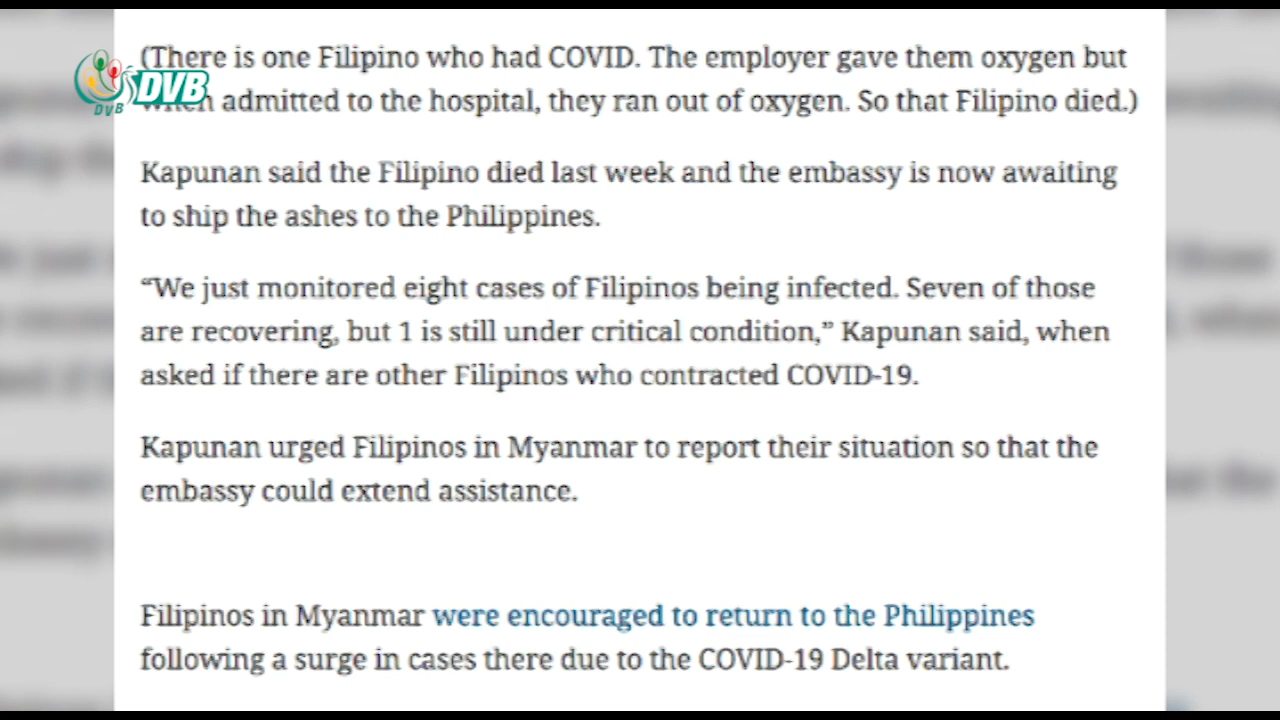 (There is one Filipino who had COVID. The employer gave them oxygen but
when admitted to the hospital, they ran out of oxygen. So that Filipino died.)
Kapunan said the Filipino died last week and the embassy is now awaiting
to ship the ashes to the Philippines.
“We just monitored eight cases of Filipinos being infected. Seven of those
are recovering, but 1 is still under critical condition,” Kapunan said, when
asked if there are other Filipinos who contracted COVID-19.
Kapunan urged Filipinos in Myanmar to report their situation so that the
embassy could extend assistance.
Filipinos in Myanmar were encouraged to return to the Philippines
following a surge in cases there due to the COVID-19 Delta variant.
DVB
DVB